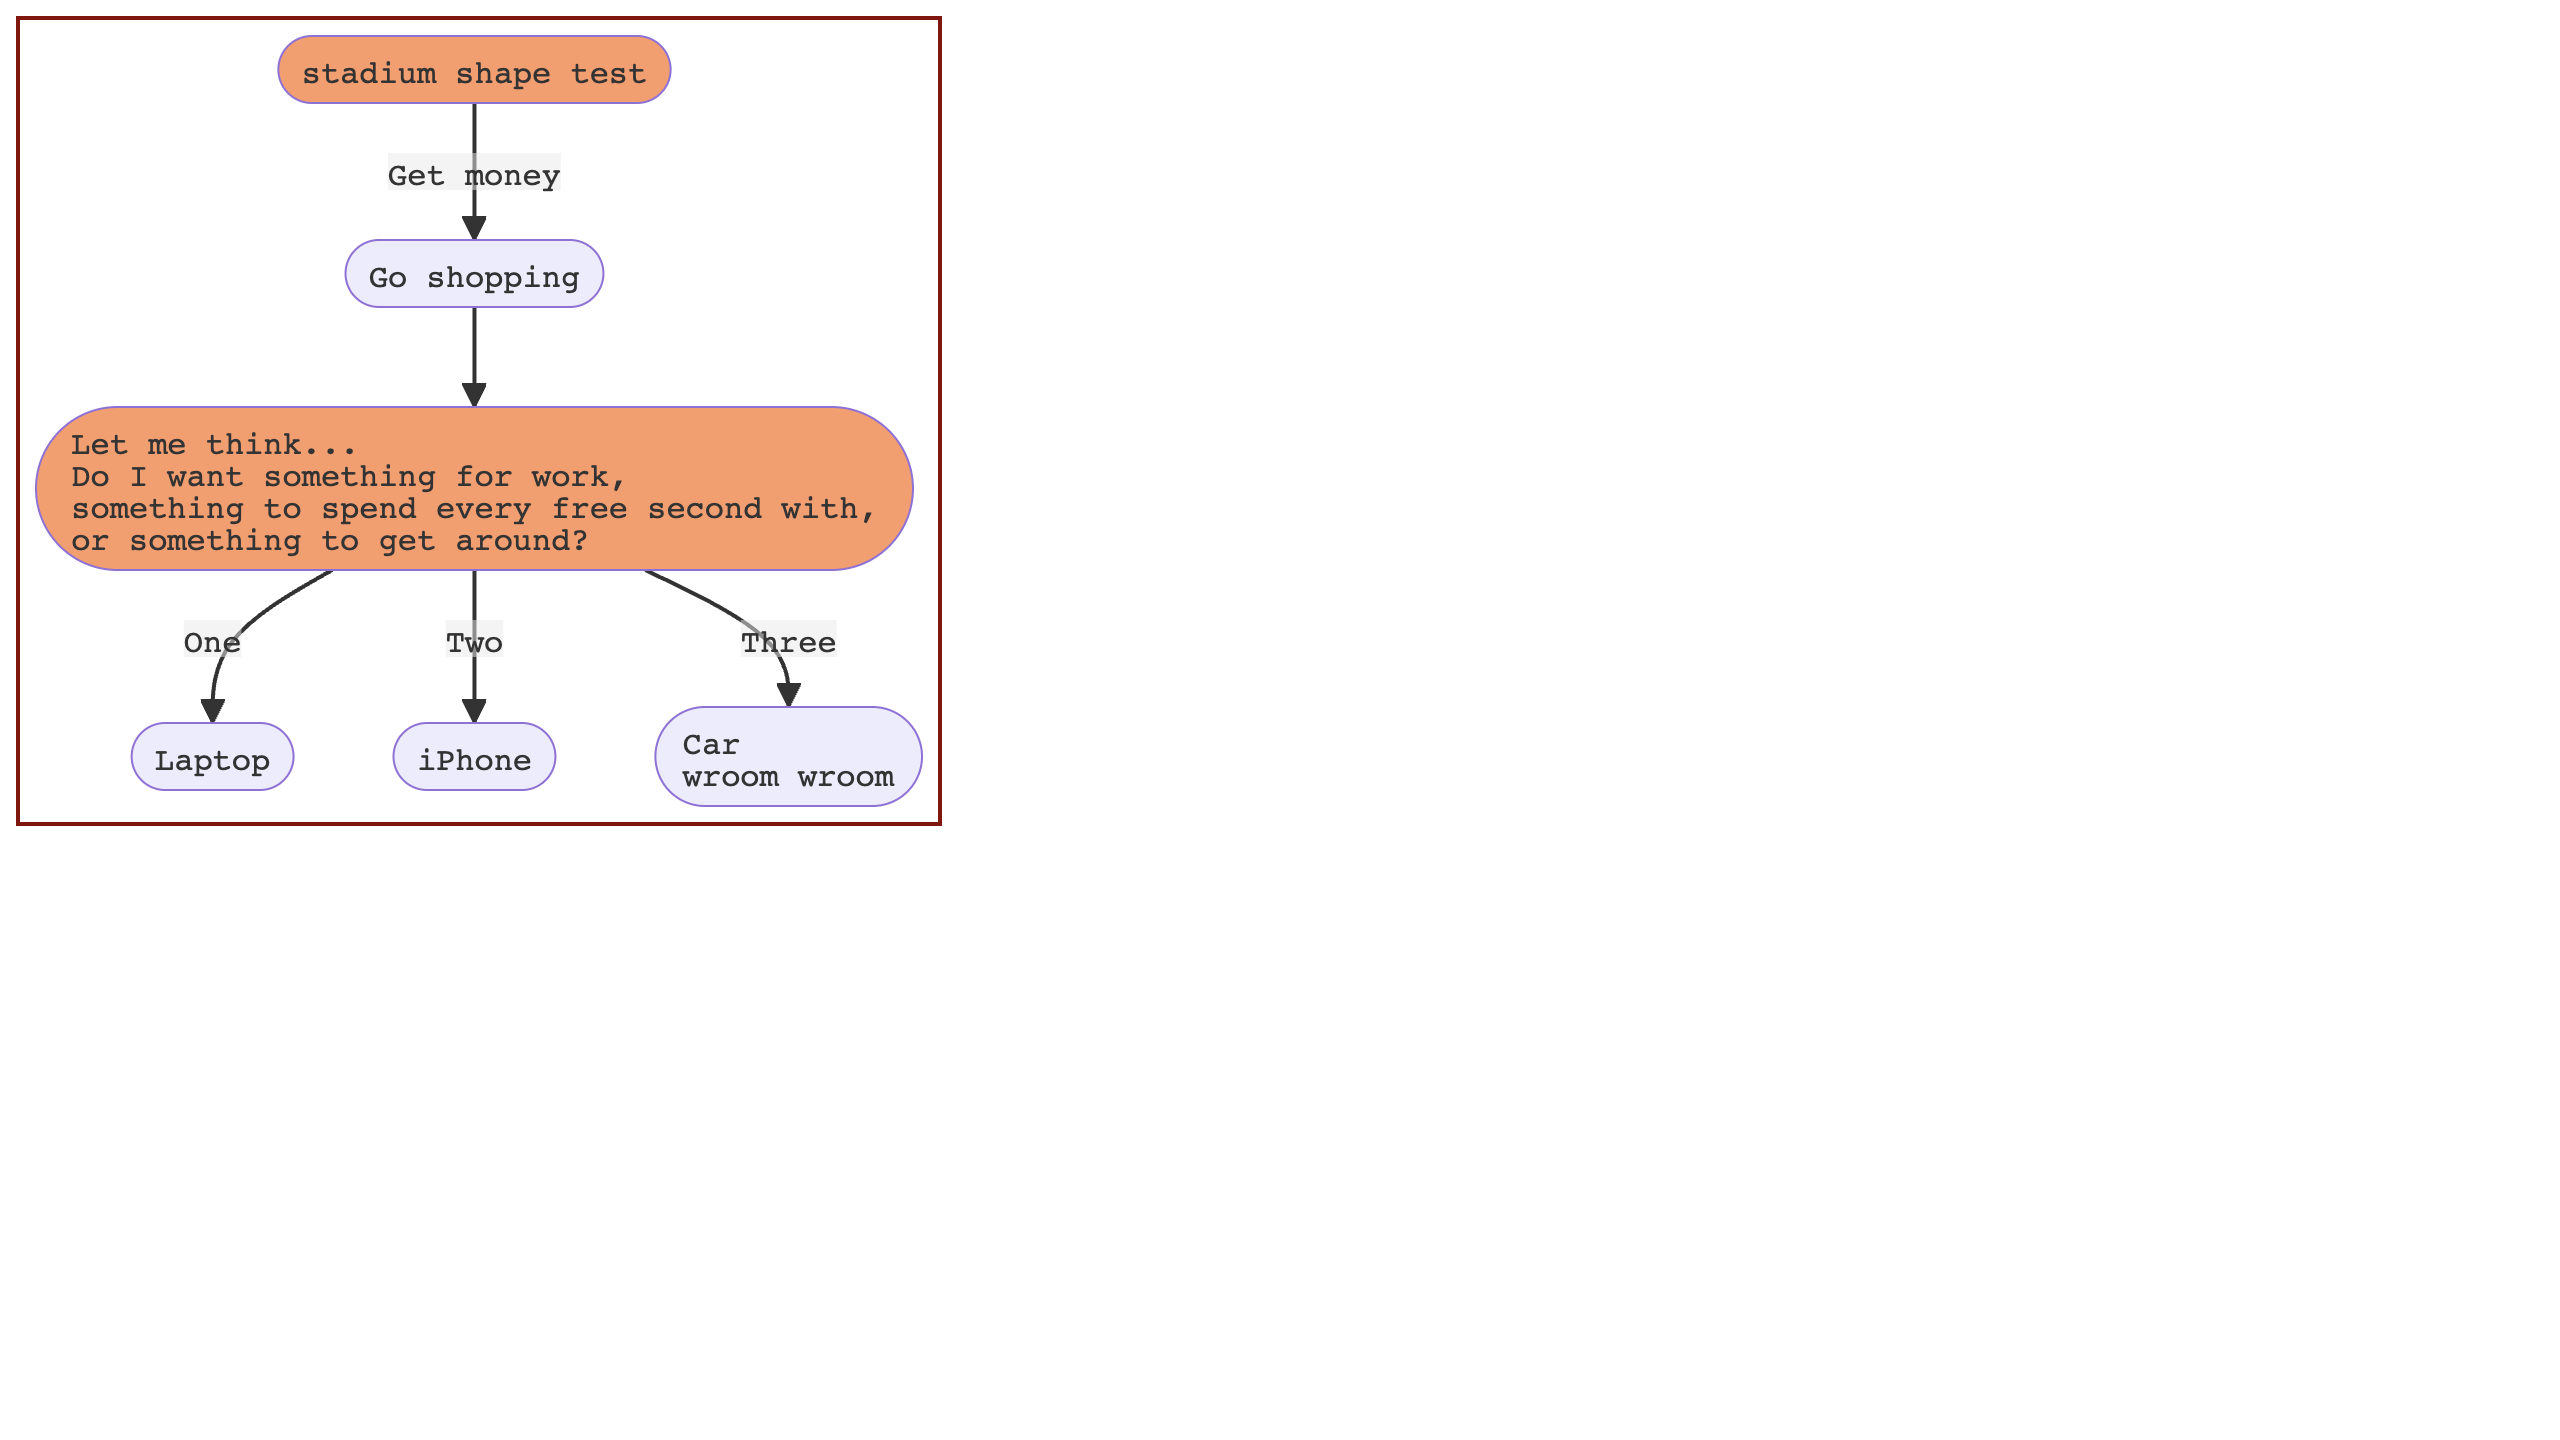 stadium shape test
Get money
Go shopping
Let me think...
Do I want something for work,
something to spend every free second with,
or something to get around?
One
Two
Three
Laptop
iPhone
Car
wroom wroom